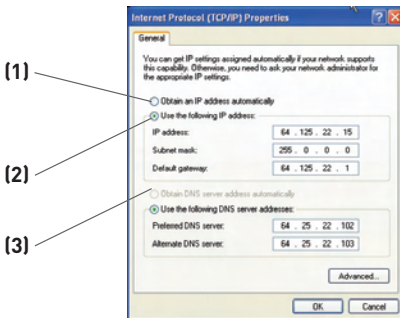 Internet Protocol (TCP/IP) Properties
General
You can get IP settings assigned automatically if your network supports
this capability. Otherwise, you need to ask your network administrator for
the appropriate IP settings.
(1)
Obtain an IP address automatically
Use the following IP address:
(2)
IP address: 64 . 125 . 22 . 15
Subnet mask: 255 . 0 . 0 . 0
Default gateway: 64 . 125 . 22 . 1
Obtain DNS server address automatically
(3)
Use the following DNS server addresses:
Preferred DNS server: 64 . 25 . 22 . 102
Alternate DNS server: 64 . 25 . 22 . 103
Advanced...
OK Cancel